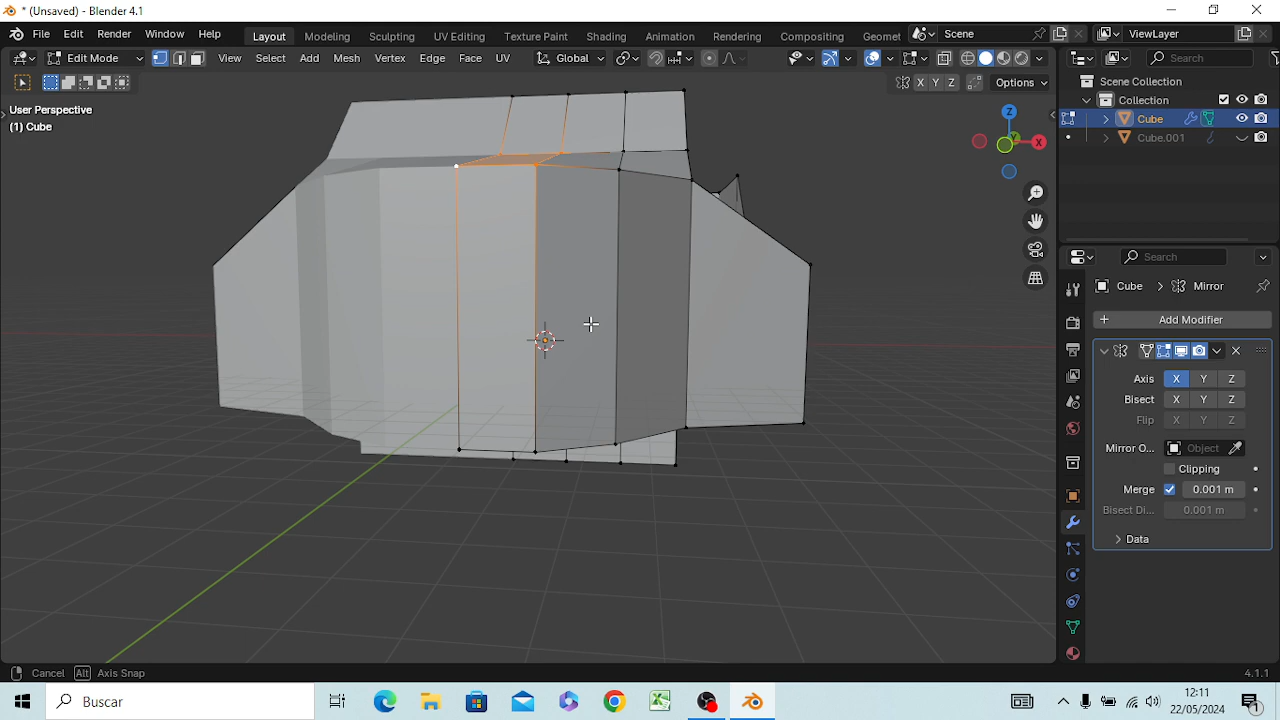 * (Unsaved) - Blender 4.1
File Edit Render Window Help Layout Modeling Sculpting UV Editing Texture Paint Shading Animation Rendering Compositing Geomet Scene ViewLayer
Edit Mode View Select Add Mesh Vertex Edge Face UV Global Search
X Y Z Options
User Perspective
(1) Cube
Scene Collection
Collection
Cube
Cube.001
Z
Y
X
Search
Cube Mirror
+ Add Modifier
Axis X Y Z
Bisect X Y Z
Flip X Y Z
Mirror O... Object
Clipping
Merge 0.001 m
Bisect Di... 0.001 m
Data
Cancel Alt Axis Snap 4.1.1
Buscar
12:11
22/05/2024
1